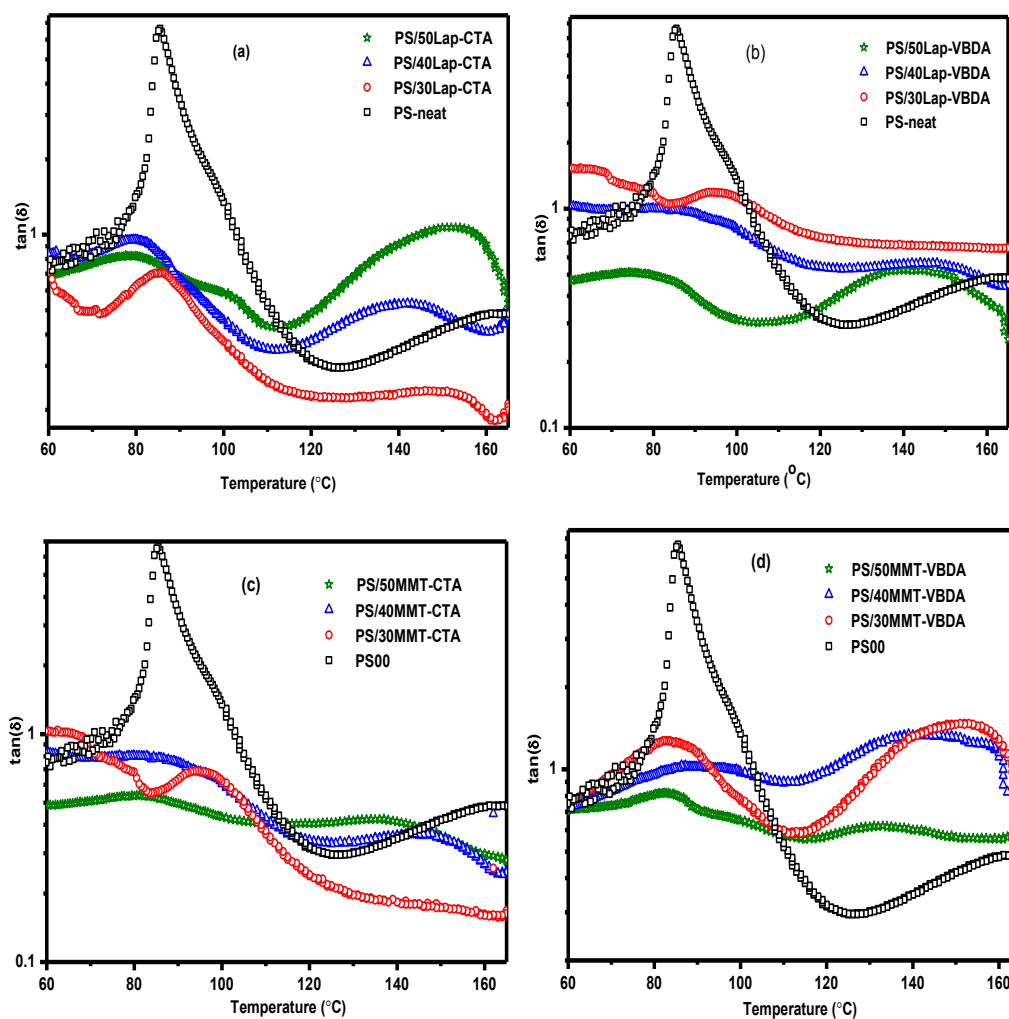 (a)
PS/50Lap-CTA
PS/40Lap-CTA
PS/30Lap-CTA
PS-neat
tan(δ)
1
60 80 100 120 140 160
Temperature (°C)
(b)
PS/50Lap-VBDA
PS/40Lap-VBDA
PS/30Lap-VBDA
PS-neat
tan(δ)
1
0.1
60 80 100 120 140 160
Temperature (°C)
(c)
PS/50MMT-CTA
PS/40MMT-CTA
PS/30MMT-CTA
PS00
tan(δ)
1
0.1
60 80 100 120 140 160
Temperature (°C)
(d)
PS/50MMT-VBDA
PS/40MMT-VBDA
PS/30MMT-VBDA
PS00
tan(δ)
1
60 80 100 120 140 160
Temperature (°C)